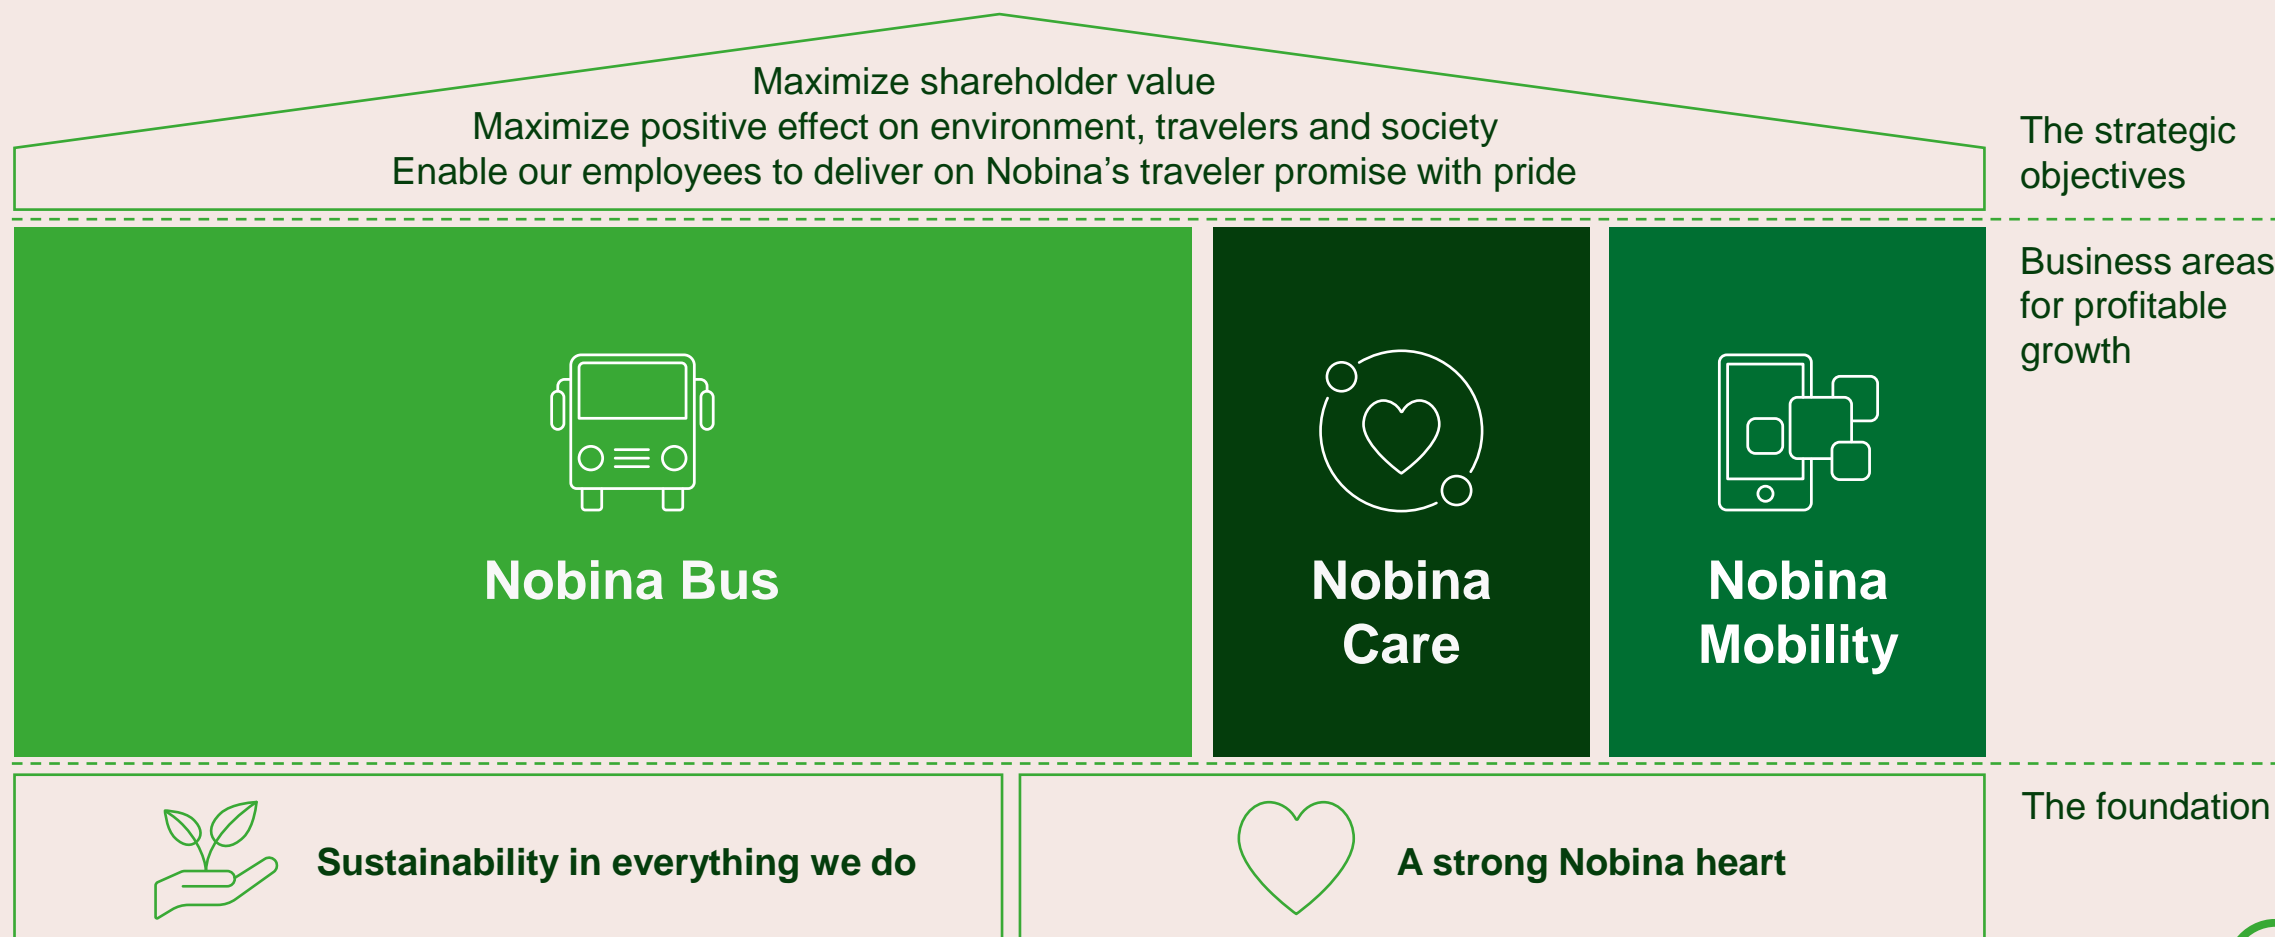 Maximize shareholder value
Maximize positive effect on environment, travelers and society
Enable our employees to deliver on Nobina’s traveler promise with pride
The strategic
objectives
Nobina Bus
Nobina
Care
Nobina
Mobility
Business areas
for profitable
growth
Sustainability in everything we do
A strong Nobina heart
The foundation